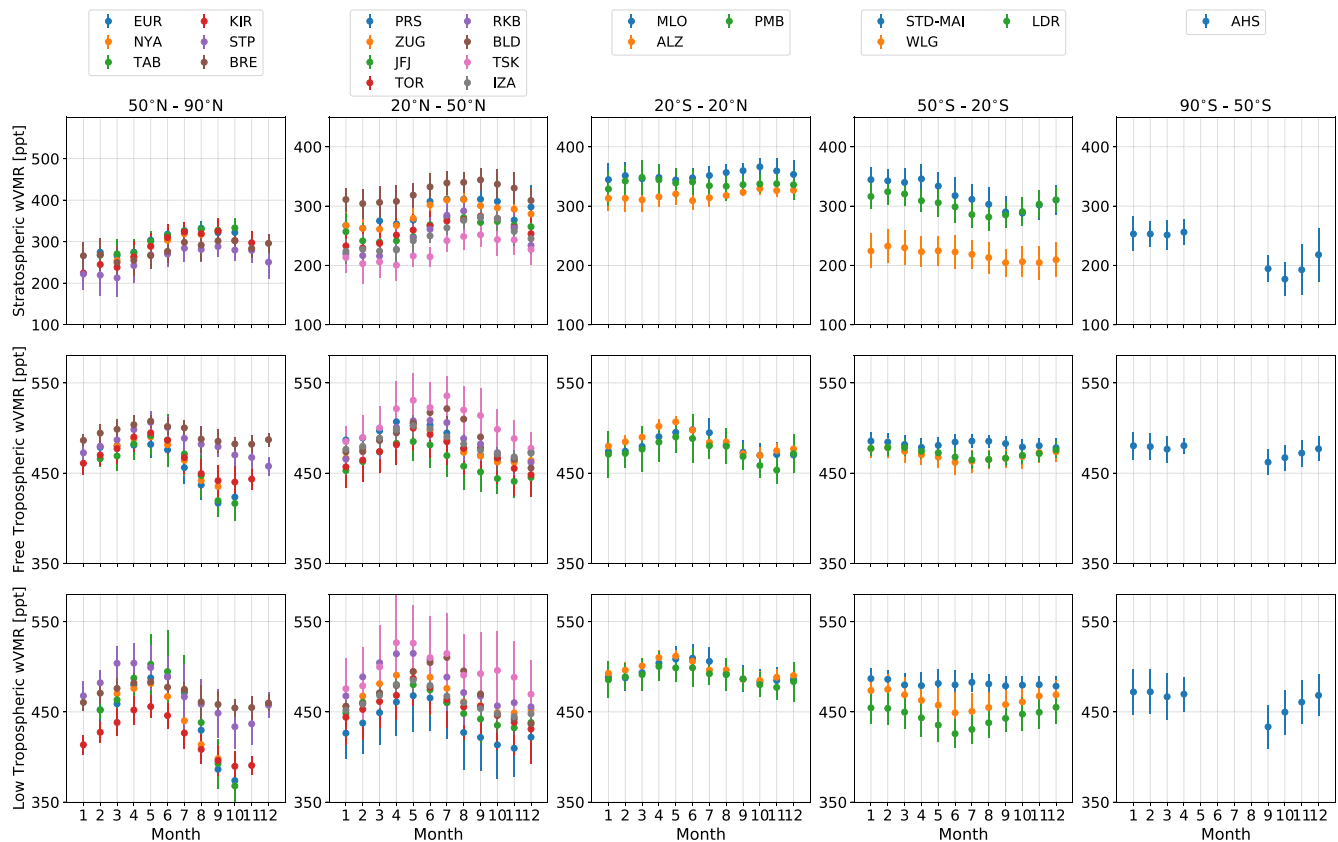 EUR KIR
NYA STP
TAB BRE
PRS RKB
ZUG BLD
JFJ TSK
TOR IZA
MLO PMB
ALZ
STD-MAI LDR
WLG
AHS
50°N - 90°N
20°N - 50°N
20°S - 20°N
50°S - 20°S
90°S - 50°S
Stratospheric wVMR [ppt]
500
400
300
200
100
400
300
200
100
400
300
200
100
400
300
200
100
400
300
200
100
Free Tropospheric wVMR [ppt]
550
450
350
550
450
350
550
450
350
550
450
350
550
450
350
Low Tropospheric wVMR [ppt]
550
450
350
550
450
350
550
450
350
550
450
350
550
450
350
1 2 3 4 5 6 7 8 9 10 11 12
1 2 3 4 5 6 7 8 9 10 11 12
1 2 3 4 5 6 7 8 9 10 11 12
1 2 3 4 5 6 7 8 9 10 11 12
1 2 3 4 5 6 7 8 9 10 11 12
Month
Month
Month
Month
Month